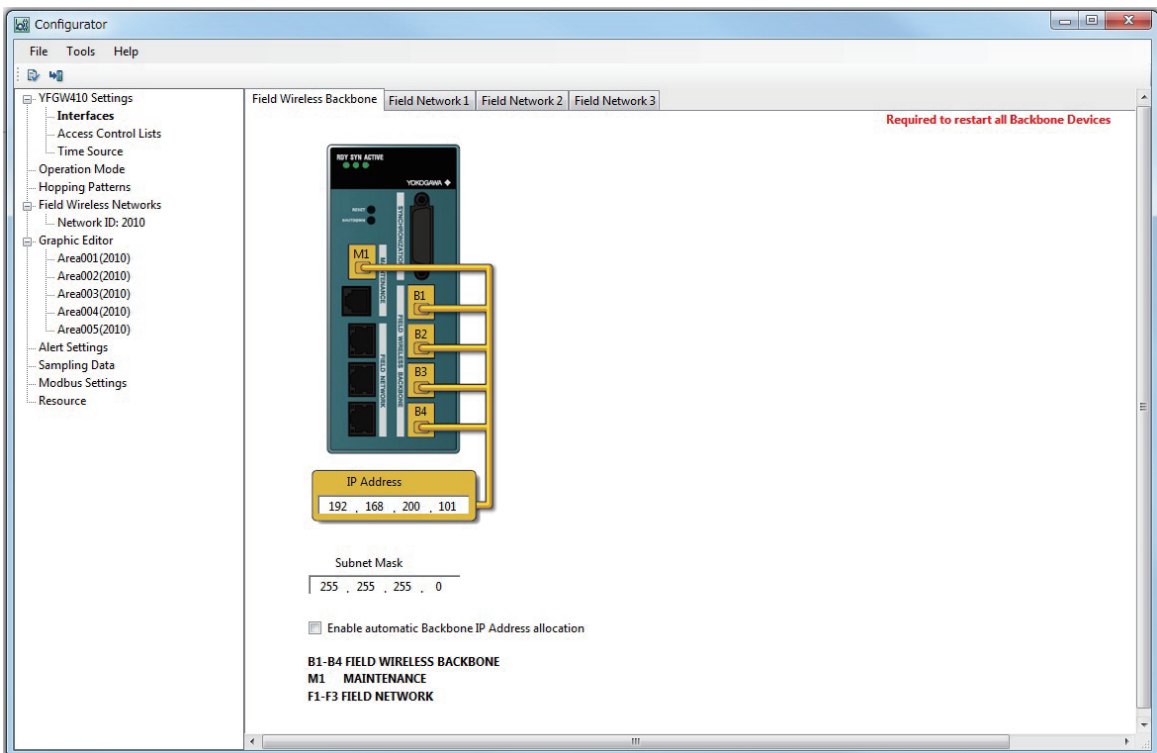 Configurator
File Tools Help
YFGW410 Settings
Interfaces
Access Control Lists
Time Source
Operation Mode
Hopping Patterns
Field Wireless Networks
Network ID: 2010
Graphic Editor
Area001(2010)
Area002(2010)
Area003(2010)
Area004(2010)
Area005(2010)
Alert Settings
Sampling Data
Modbus Settings
Resource
Field Wireless Backbone Field Network 1 Field Network 2 Field Network 3
Required to restart all Backbone Devices
RDY SYN ACTIVE
YOKOGAWA
RESET
SHUTDOWN
SYNCHRONIZATION
M1
MAINTENANCE
B1
B2
B3
B4
FIELD WIRELESS BACKBONE
FIELD NETWORK
IP Address
192 . 168 . 200 . 101
Subnet Mask
255 . 255 . 255 . 0
Enable automatic Backbone IP Address allocation
B1-B4 FIELD WIRELESS BACKBONE
M1 MAINTENANCE
F1-F3 FIELD NETWORK